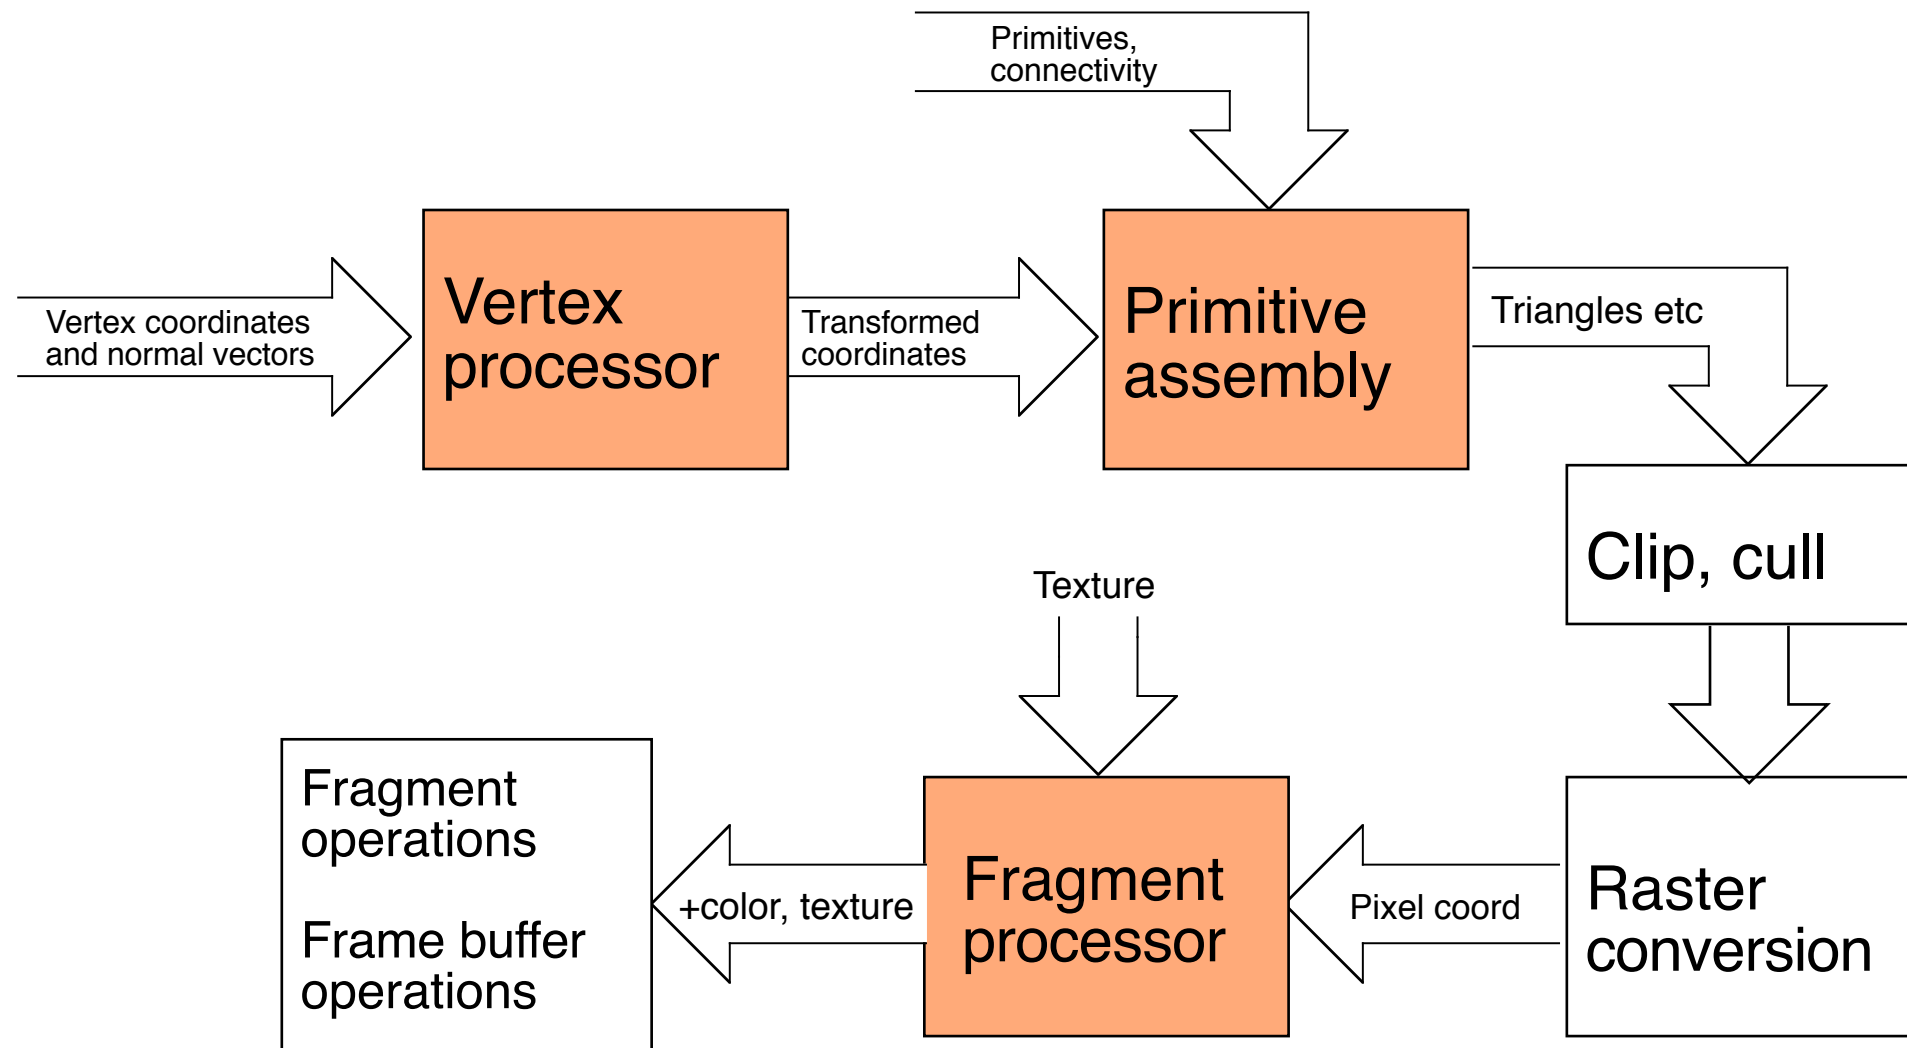 Primitives,
connectivity
Vertex coordinates
and normal vectors
Vertex
processor
Transformed
coordinates
Primitive
assembly
Triangles etc
Clip, cull
Texture
Raster
conversion
Pixel coord
Fragment
processor
+color, texture
Fragment
operations
Frame buffer
operations